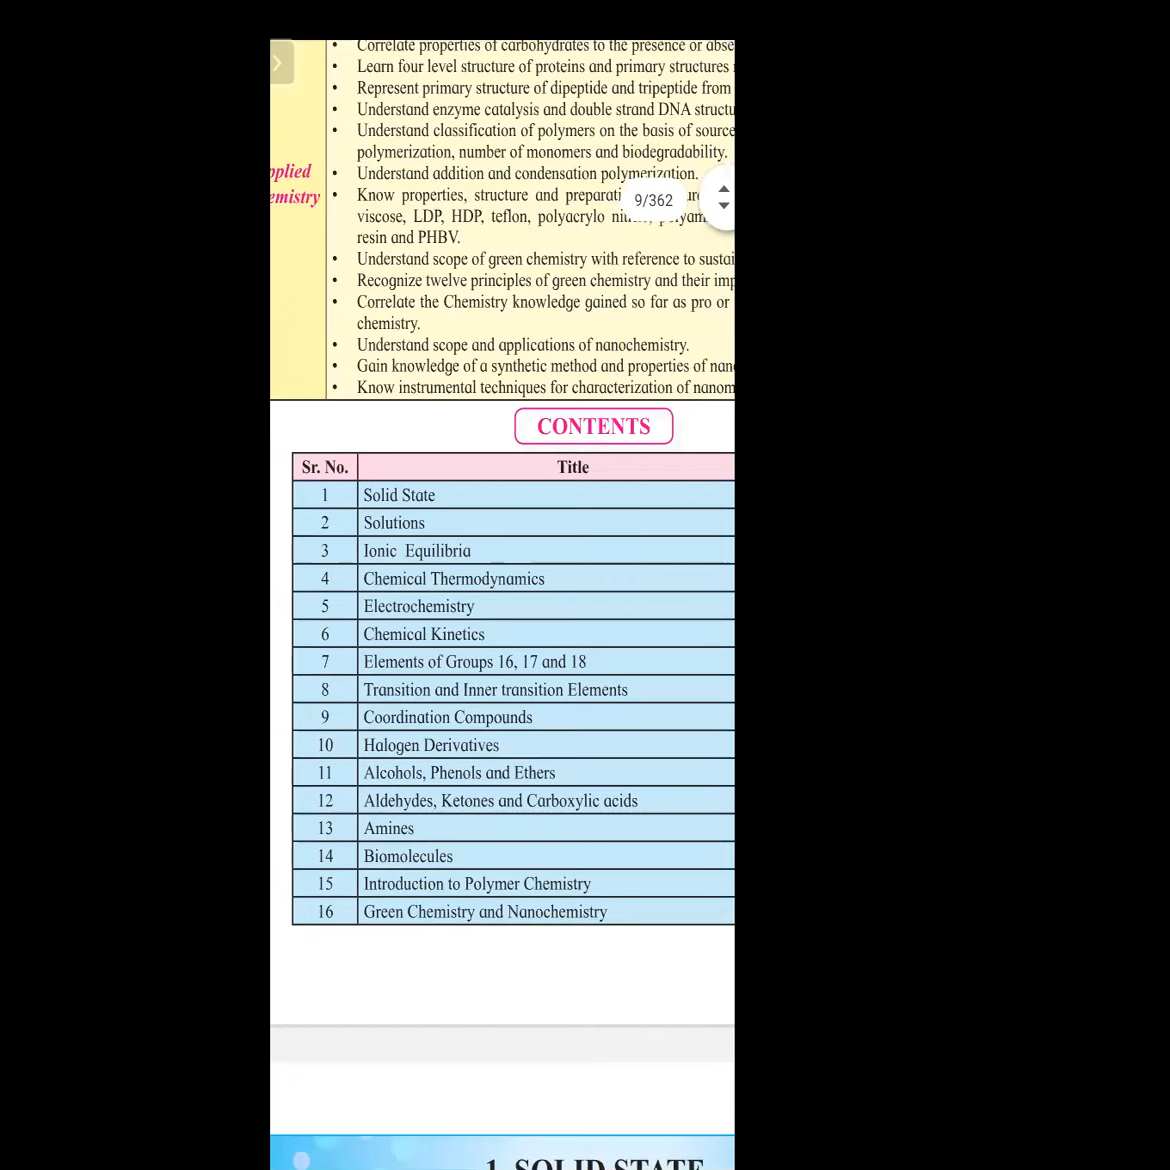 Correlate properties of carbohydrates to the presence or
• Learn four level structure of proteins and primary structures
• Represent primary structure of dipeptide and tripeptide from
• Understand enzyme catalysis and double strand DNA
• Understand classification of polymers on the basis of source
polymerization, number of monomers and biodegradability.
• Understand addition and condensation polymerization.
• Know properties, structure and
viscose, LDP, HDP, teflon, polyacrylo
resin and PHBV.
9/362
• Understand scope of green chemistry with reference to
• Recognize twelve principles of green chemistry and their
• Correlate the Chemistry knowledge gained so far as pro or
chemistry.
• Understand scope and applications of nanochemistry.
• Gain knowledge of a synthetic method and properties of
• Know instrumental techniques for characterization of
CONTENTS
Sr. No. Title
1 Solid State
2 Solutions
3 Ionic Equilibria
4 Chemical Thermodynamics
5 Electrochemistry
6 Chemical Kinetics
7 Elements of Groups 16, 17 and 18
8 Transition and Inner transition Elements
9 Coordination Compounds
10 Halogen Derivatives
11 Alcohols, Phenols and Ethers
12 Aldehydes, Ketones and Carboxylic acids
13 Amines
14 Biomolecules
15 Introduction to Polymer Chemistry
16 Green Chemistry and Nanochemistry
1. SOLID STATE